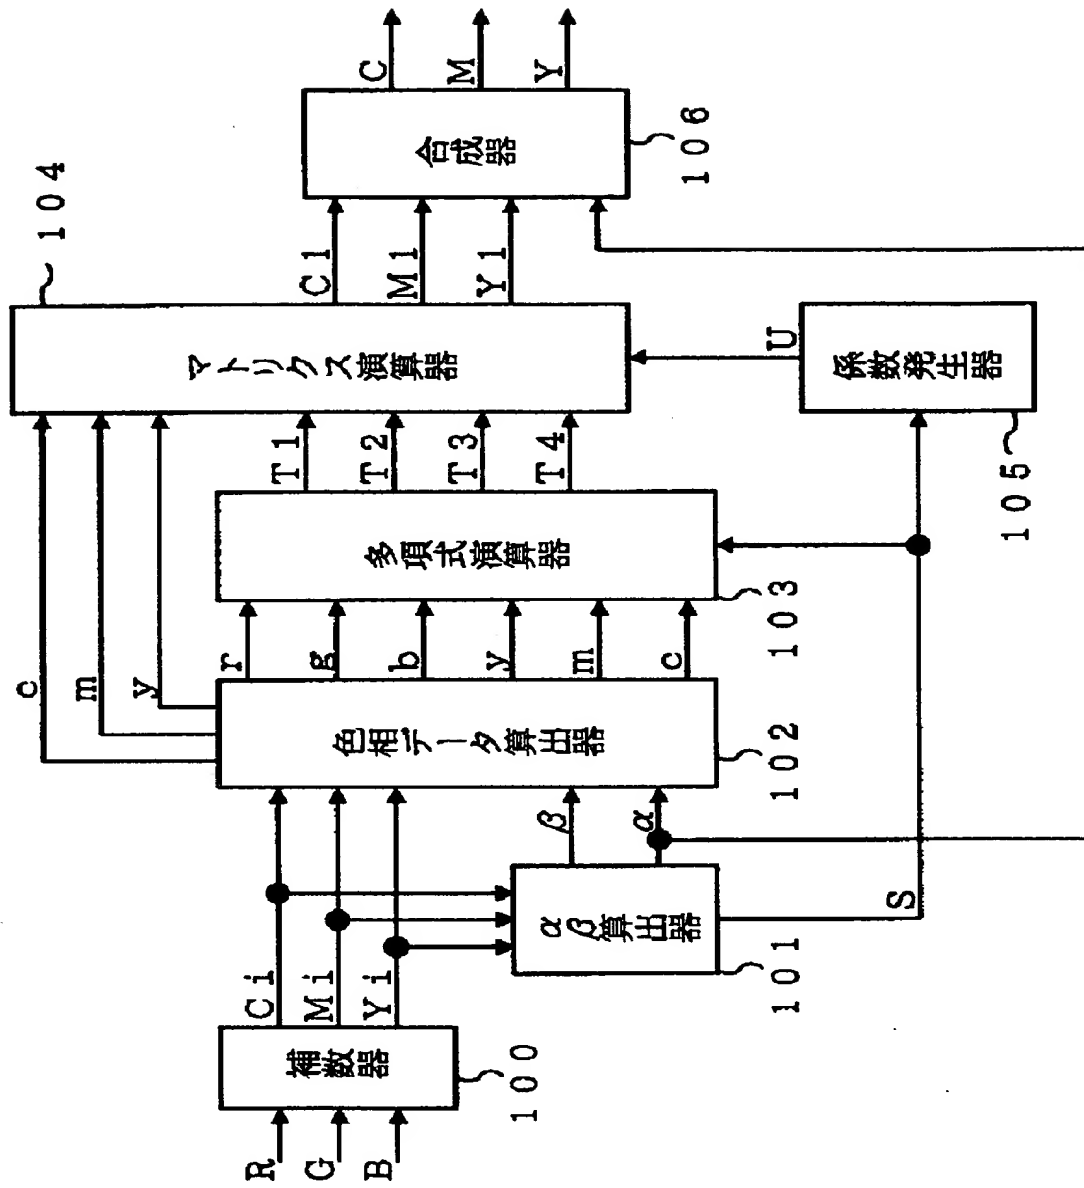 R
G
B
補数器
100
Ci
Mi
Yi
αβ算出器
101
β
α
S
色相データ算出器
102
c
m
y
r
g
b
y
m
c
多項式演算器
103
T1
T2
T3
T4
マトリクス演算器
104
係数発生器
105
U
C1
M1
Y1
合成器
106
C
M
Y